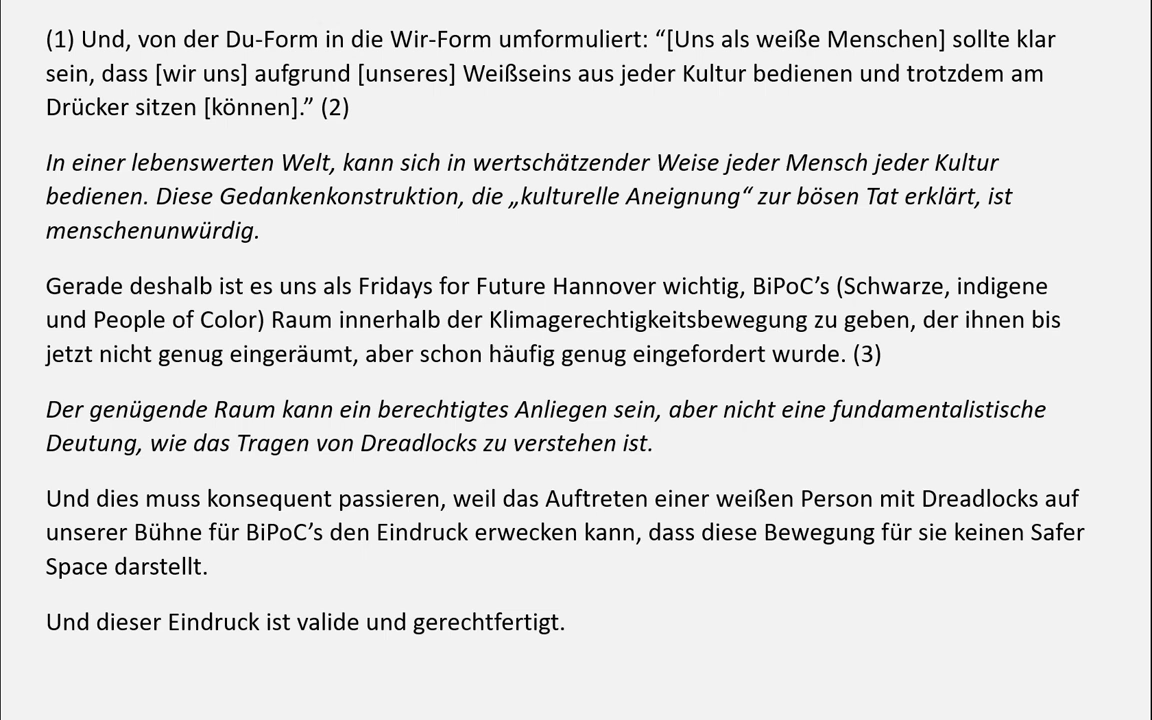 (1) Und, von der Du-Form in die Wir-Form umformuliert: “[Uns als weiße Menschen] sollte klar
sein, dass [wir uns] aufgrund [unseres] Weißseins aus jeder Kultur bedienen und trotzdem am
Drücker sitzen [können].” (2)
In einer lebenswerten Welt, kann sich in wertschätzender Weise jeder Mensch jeder Kultur
bedienen. Diese Gedankenkonstruktion, die „kulturelle Aneignung“ zur bösen Tat erklärt, ist
menschenunwürdig.
Gerade deshalb ist es uns als Fridays for Future Hannover wichtig, BiPoC’s (Schwarze, indigene
und People of Color) Raum innerhalb der Klimagerechtigkeitsbewegung zu geben, der ihnen bis
jetzt nicht genug eingeräumt, aber schon häufig genug eingefordert wurde. (3)
Der genügende Raum kann ein berechtigtes Anliegen sein, aber nicht eine fundamentalistische
Deutung, wie das Tragen von Dreadlocks zu verstehen ist.
Und dies muss konsequent passieren, weil das Auftreten einer weißen Person mit Dreadlocks auf
unserer Bühne für BiPoC’s den Eindruck erwecken kann, dass diese Bewegung für sie keinen Safer
Space darstellt.
Und dieser Eindruck ist valide und gerechtfertigt.